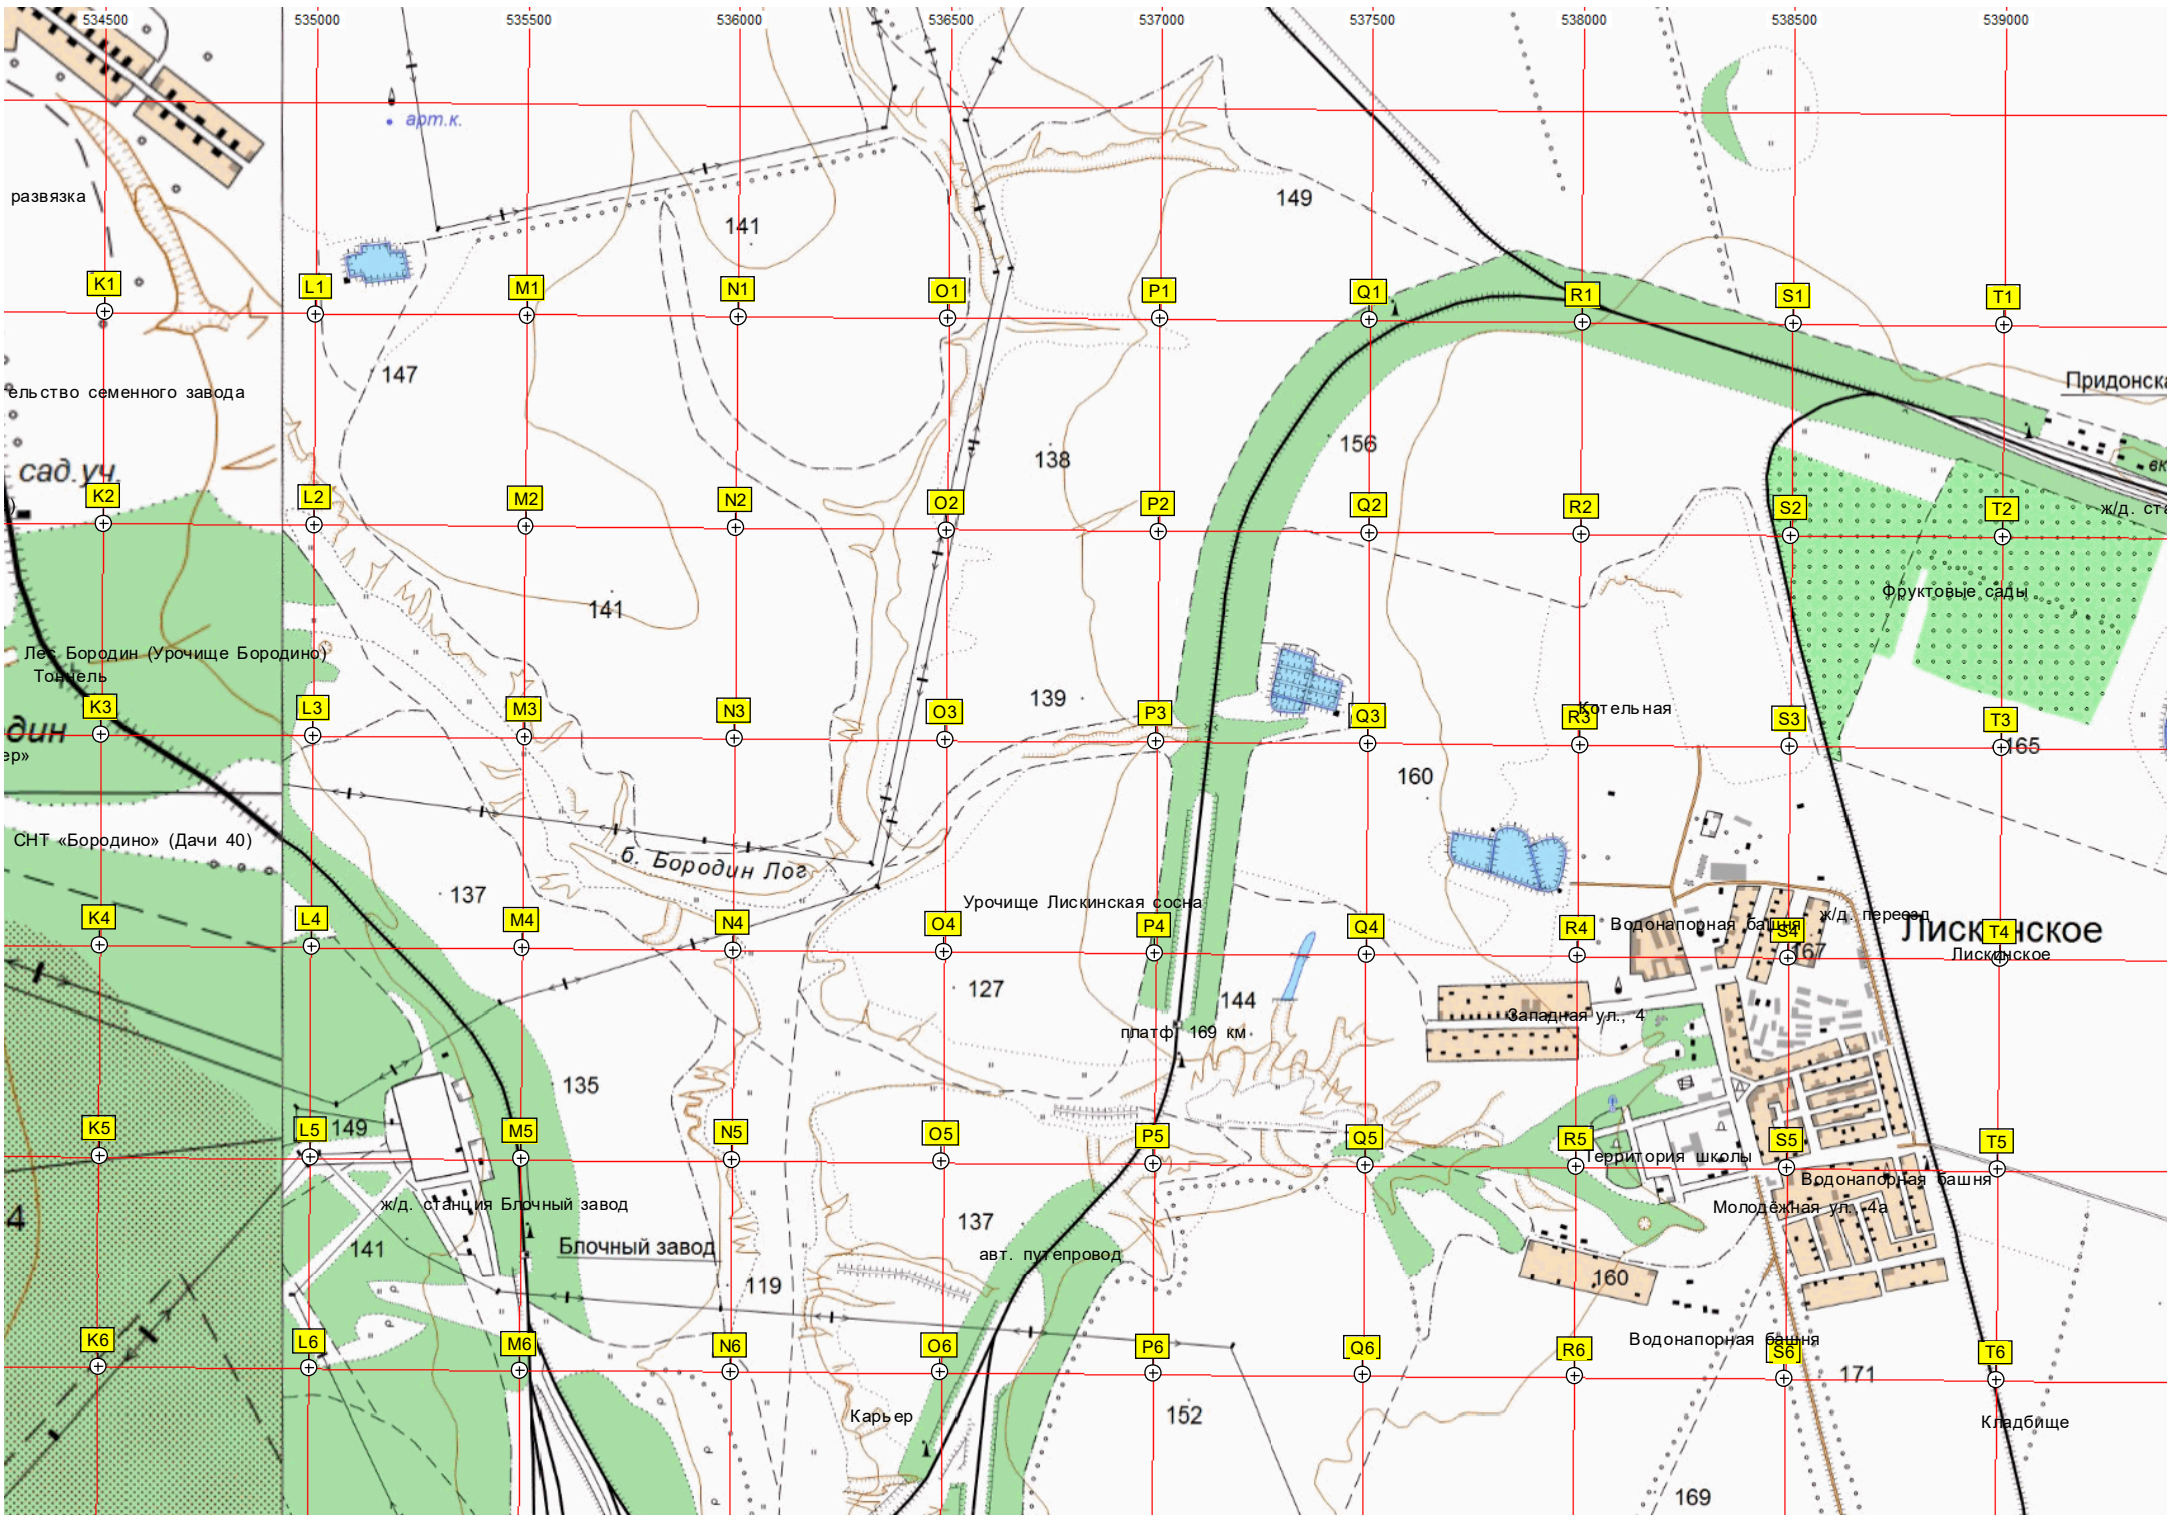 534500 535000 535500 536000 536500 537000 537500 538000 538500 539000
арт.к.
развязка
149
141
K1 L1 M1 N1 O1 P1 Q1 R1 S1 T1
147
Придонска
ельство семенного завода
156
138
сад.уч.
вк
K2 L2 M2 N2 O2 P2 Q2 R2 S2 T2
ж/д. ста
Фруктовые сады
141
Лес Бородин (Урочище Бородино)
Тоннель
139
K3 L3 M3 N3 O3 P3 Q3 R3 S3 T3
Котельная
дин
165
ер»
160
СНТ «Бородино» (Дачи 40)
б. Бородин Лог
137
Урочище Лискинская сосна
K4 L4 M4 N4 O4 P4 Q4 R4 S4 T4
Водонапорная башня
ж/д. переезд
Лискинское
167
Лискинское
127
144
Западная ул., 4
платф. 169 км
135
149
K5 L5 M5 N5 O5 P5 Q5 R5 S5 T5
Территория школы
Водонапорная башня
ж/д. станция Блочный завод
Молодёжная ул., 4а
4
137
141
Блочный завод
авт. путепровод
119
160
K6 L6 M6 N6 O6 P6 Q6 R6 S6 T6
Водонапорная башня
171
152
Карьер
Кладбище
169